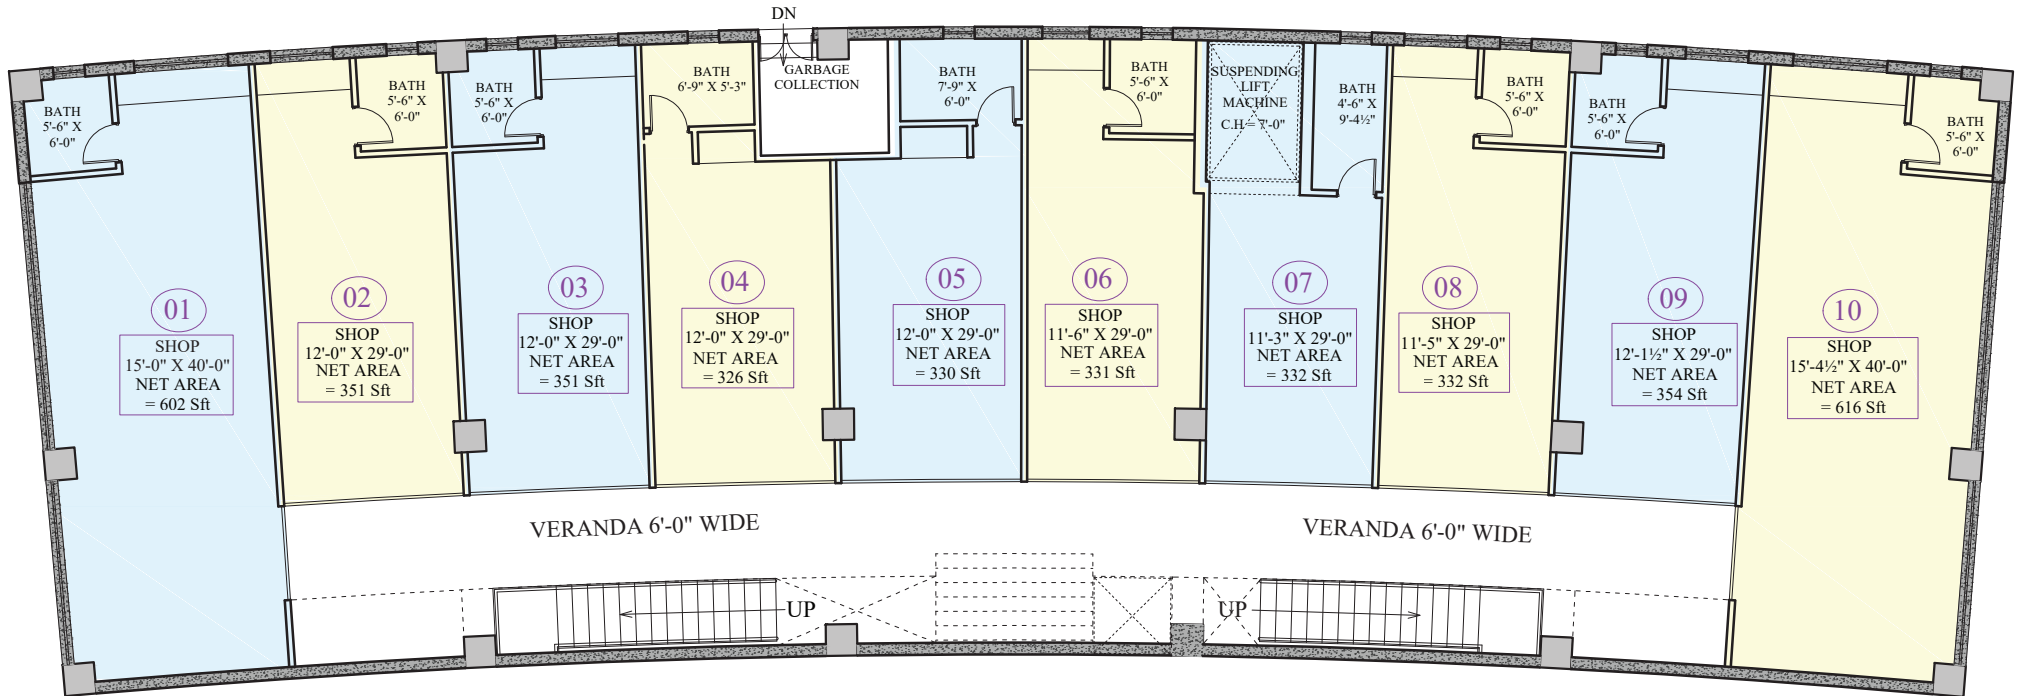 DN
BATH
5'-6" X
6'-0"
BATH
5'-6" X
6'-0"
BATH
5'-6" X
6'-0"
BATH
6'-9" X 5'-3"
GARBAGE
COLLECTION
BATH
7'-9" X
6'-0"
BATH
5'-6" X
6'-0"
SUSPENDING
LIFT
MACHINE
C.H = 7'-0"
BATH
4'-6" X
9'-4½"
BATH
5'-6" X
6'-0"
BATH
5'-6" X
6'-0"
BATH
5'-6" X
6'-0"
01
SHOP
15'-0" X 40'-0"
NET AREA
= 602 Sft
02
SHOP
12'-0" X 29'-0"
NET AREA
= 351 Sft
03
SHOP
12'-0" X 29'-0"
NET AREA
= 351 Sft
04
SHOP
12'-0" X 29'-0"
NET AREA
= 326 Sft
05
SHOP
12'-0" X 29'-0"
NET AREA
= 330 Sft
06
SHOP
11'-6" X 29'-0"
NET AREA
= 331 Sft
07
SHOP
11'-3" X 29'-0"
NET AREA
= 332 Sft
08
SHOP
11'-5" X 29'-0"
NET AREA
= 332 Sft
09
SHOP
12'-1½" X 29'-0"
NET AREA
= 354 Sft
10
SHOP
15'-4½" X 40'-0"
NET AREA
= 616 Sft
VERANDA 6'-0" WIDE
VERANDA 6'-0" WIDE
UP
UP